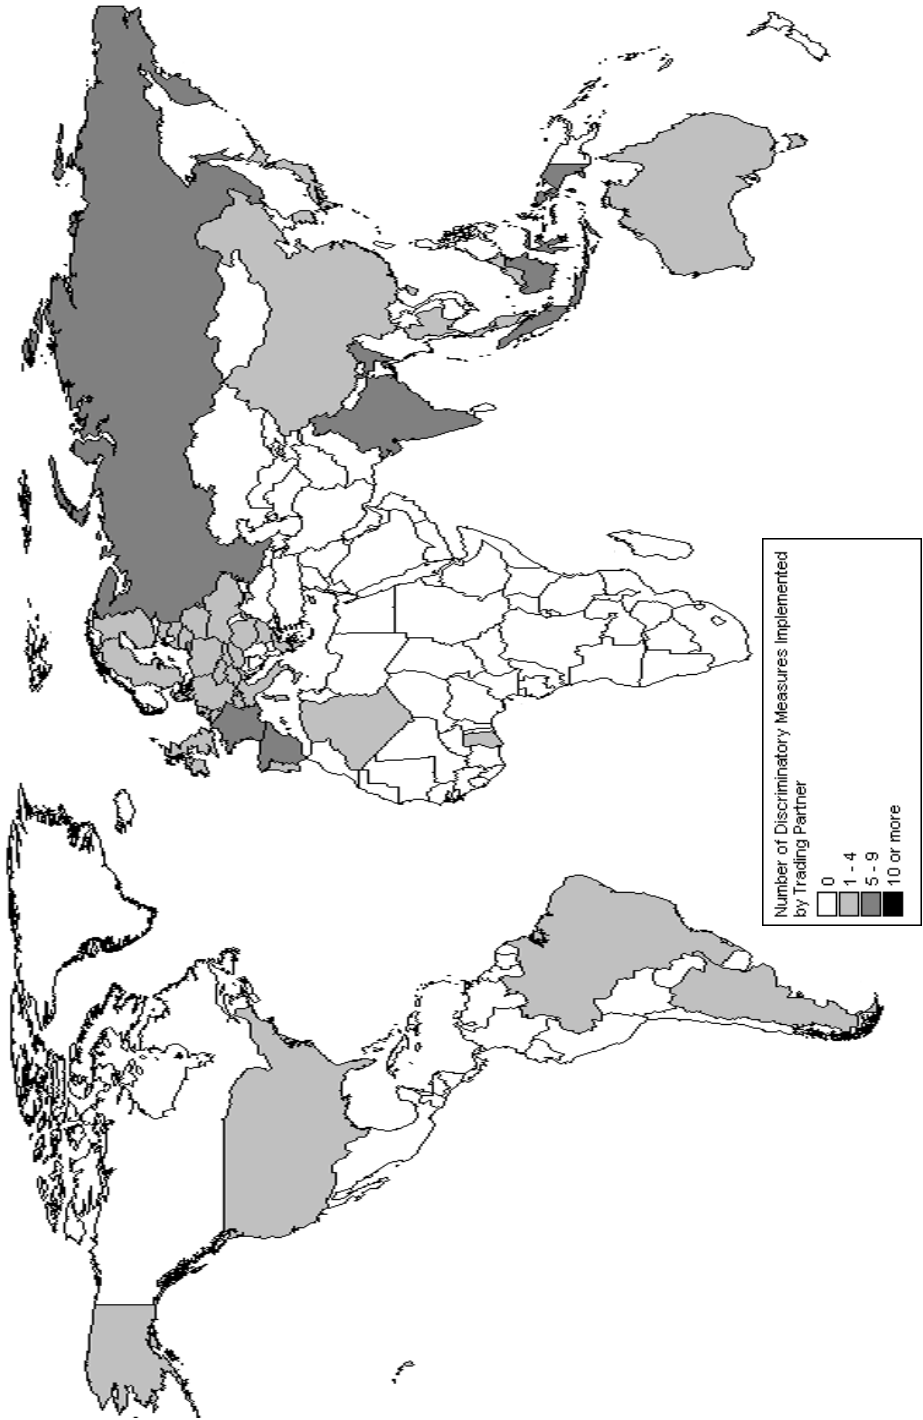 Number of Discriminatory Measures Implemented
by Trading Partner
0
1 - 4
5 - 9
10 or more